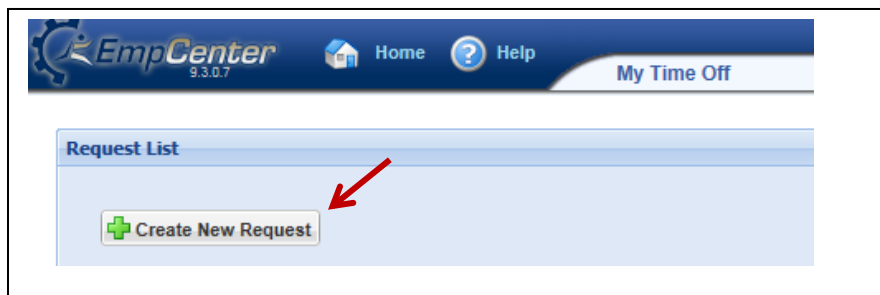 EmpCenter Home Help
9.3.0.7
My Time Off
Request List
Create New Request